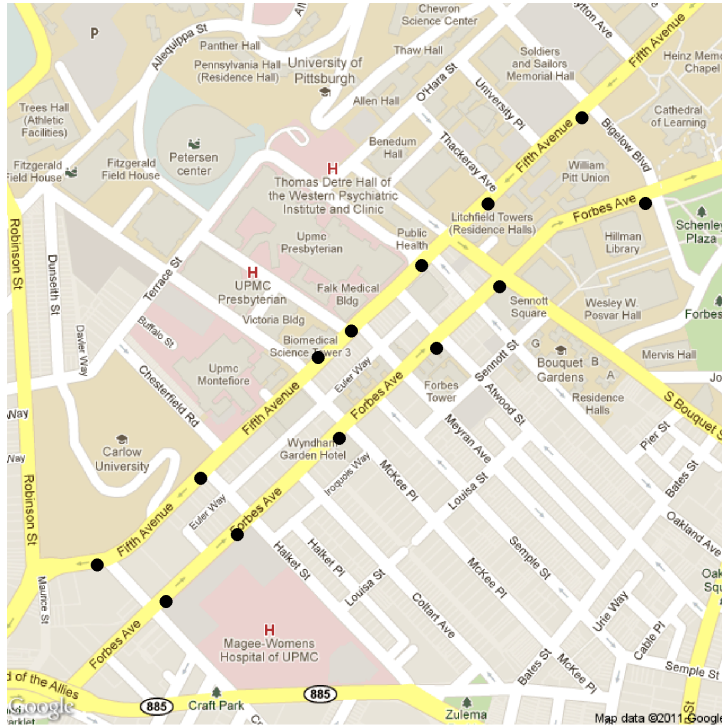 Chevron
Science Center
Allequippa St
P
Panther Hall
Thaw Hall
Soldiers
and Sailors
Memorial Hall
Fifth Avenue
Heinz Mem
Chapel
Pennsylvania Hall
(Residence Hall)
University of
Pittsburgh
O'Hara St
University Pl
Trees Hall
(Athletic
Facilities)
Allen Hall
Cathedral
of Learning
Bigelow Blvd
Petersen
center
Benedum
Hall
Thackeray Ave
Fifth Avenue
Fitzgerald
Field House
Fitzgerald
Field House
H
Thomas Detre Hall of
the Western Psychiatric
Institute and Clinic
William
Pitt Union
Forbes Ave
Litchfield Towers
(Residence Halls)
Schenley
Plaza
Robinson St
Dunseith St
Terrace St
Upmc
Presbyterian
Public
Health
Hillman
Library
H
UPMC
Presbyterian
Falk Medical
Bldg
Sennott
Square
Wesley W.
Posvar Hall
Forbes
Buffalo St
Davier Way
Victoria Bldg
Biomedical
Science Tower 3
Mervis Hall
Upmc
Montefiore
Euler Way
Forbes Ave
Sennott St
G
Bouquet
Gardens
B
A
Chesterfield Rd
Fifth Avenue
Forbes
Tower
Atwood St
Residence
Halls
S Bouquet S
Way
Carlow
University
Wyndham
Garden Hotel
Meyran Ave
Pier St
Way
Robinson St
Iroquois Way
McKee Pl
Louisa St
Bates St
Euler Way
Forbes Ave
Fifth Avenue
Oakland Ave
Halket St
Halket Pl
Semple St
Maurice St
Louisa St
McKee Pl
Urie Way
Coltart Ave
Cable Pl
Forbes Ave
H
Magee-Womens
Hospital of UPMC
Bates St
McKee Pl
Semple St
d of the Allies
885
885
Craft Park
Zulema
St
Google
Map data ©2011 Google